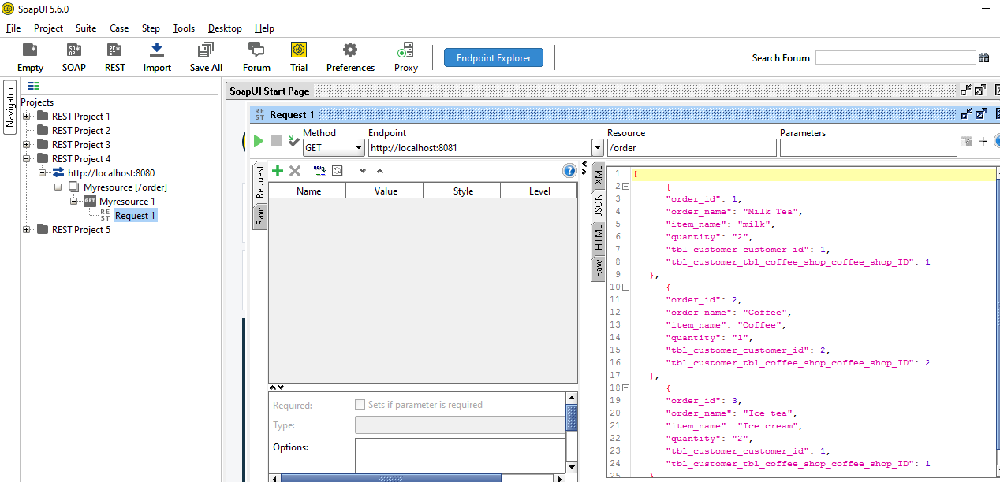 SoapUI 5.6.0
File Project Suite Case Step Tools Desktop Help
Empty SOAP REST Import Save All Forum Trial Preferences Proxy Endpoint Explorer Search Forum
Navigator
Projects
REST Project 1
REST Project 2
REST Project 3
REST Project 4
http://localhost:8080
Myresource [/order]
GET Myresource 1
REST Request 1
REST Project 5
SoapUI Start Page
REST Request 1
Method Endpoint Resource Parameters
GET http://localhost:8081 /order
Request
Raw
Name Value Style Level
Required: Sets if parameter is required
Type:
Options:
XML
JSON
HTML
Raw
1 [
2 {
3 "order_id": 1,
4 "order_name": "Milk Tea",
5 "item_name": "milk",
6 "quantity": "2",
7 "tbl_customer_customer_id": 1,
8 "tbl_customer_tbl_coffee_shop_coffee_shop_ID": 1
9 },
10 {
11 "order_id": 2,
12 "order_name": "Coffee",
13 "item_name": "Coffee",
14 "quantity": "1",
15 "tbl_customer_customer_id": 2,
16 "tbl_customer_tbl_coffee_shop_coffee_shop_ID": 2
17 },
18 {
19 "order_id": 3,
20 "order_name": "Ice tea",
21 "item_name": "Ice cream",
22 "quantity": "2",
23 "tbl_customer_customer_id": 1,
24 "tbl_customer_tbl_coffee_shop_coffee_shop_ID": 1
25 }